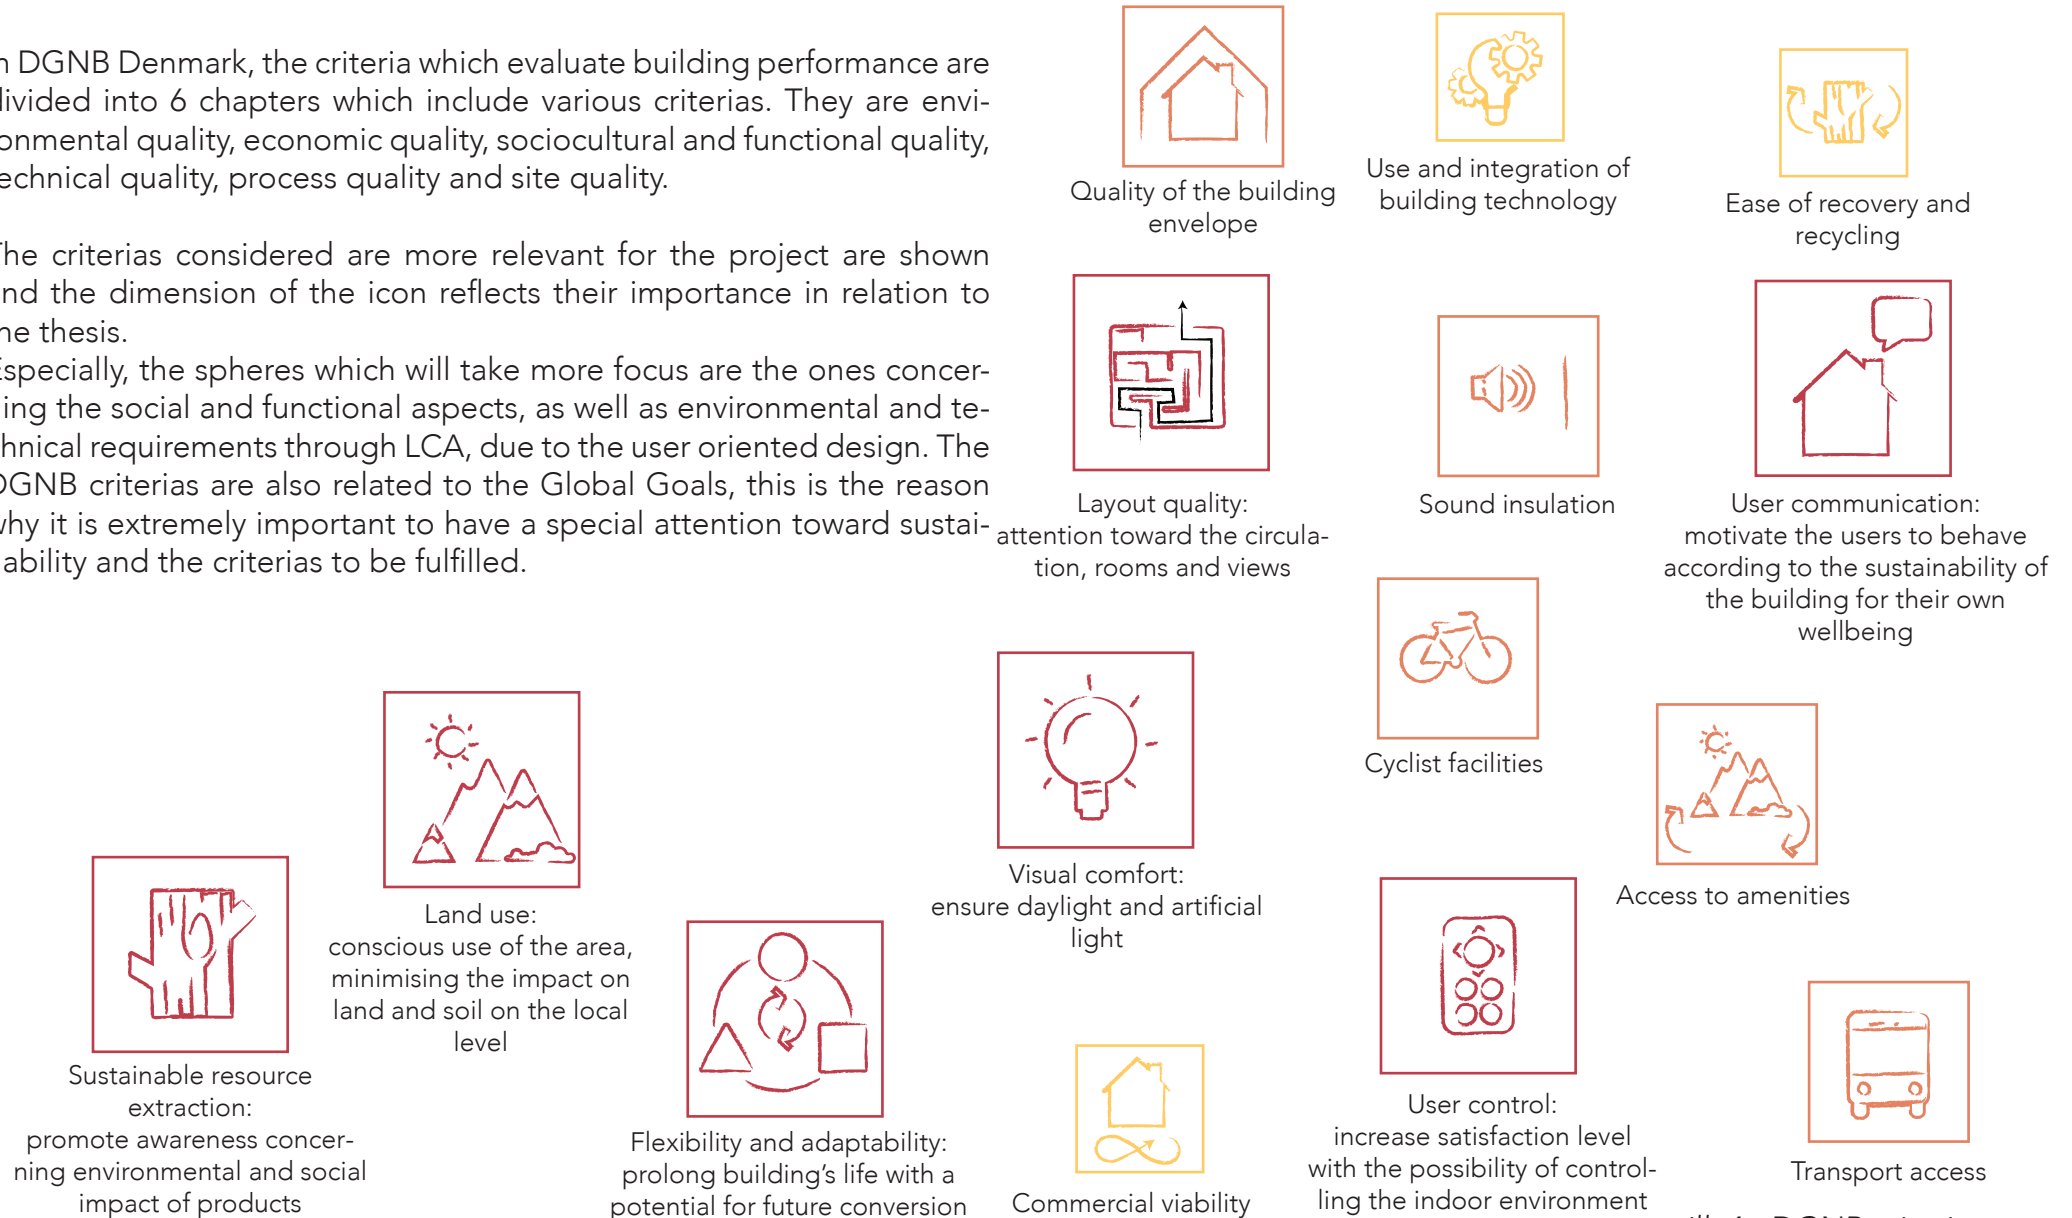 n DGNB Denmark, the criteria which evaluate building performance are
divided into 6 chapters which include various criterias. They are envi-
onmental quality, economic quality, sociocultural and functional quality,
technical quality, process quality and site quality.
The criterias considered are more relevant for the project are shown
and the dimension of the icon reflects their importance in relation to
the thesis.
Especially, the spheres which will take more focus are the ones concer-
ning the social and functional aspects, as well as environmental and te-
chnical requirements through LCA, due to the user oriented design. The
DGNB criterias are also related to the Global Goals, this is the reason
why it is extremely important to have a special attention toward sustai-
nability and the criterias to be fulfilled.
Quality of the building
envelope
Use and integration of
building technology
Ease of recovery and
recycling
Layout quality:
attention toward the circula-
tion, rooms and views
Sound insulation
User communication:
motivate the users to behave
according to the sustainability of
the building for their own
wellbeing
Cyclist facilities
Visual comfort:
ensure daylight and artificial
light
Access to amenities
Land use:
conscious use of the area,
minimising the impact on
land and soil on the local
level
Sustainable resource
extraction:
promote awareness concer-
ning environmental and social
impact of products
Flexibility and adaptability:
prolong building's life with a
potential for future conversion
Commercial viability
User control:
increase satisfaction level
with the possibility of control-
ling the indoor environment
Transport access